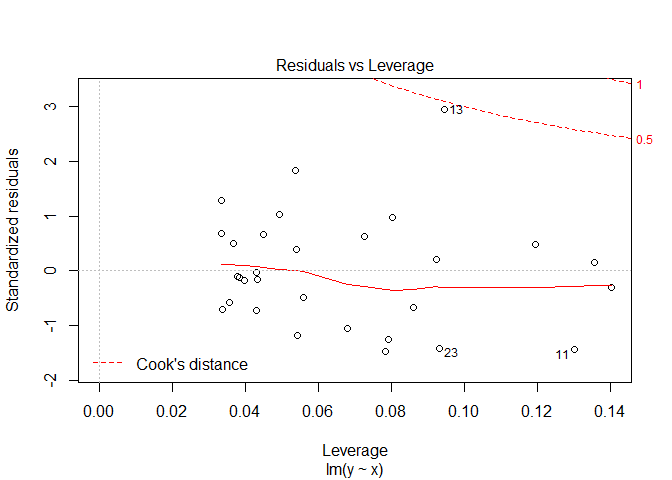 Residuals vs Leverage
Standardized residuals
3
2
1
0
-1
-2
1
0.5
13
23
11
Cook's distance
0.00 0.02 0.04 0.06 0.08 0.10 0.12 0.14
Leverage
lm(y ~ x)